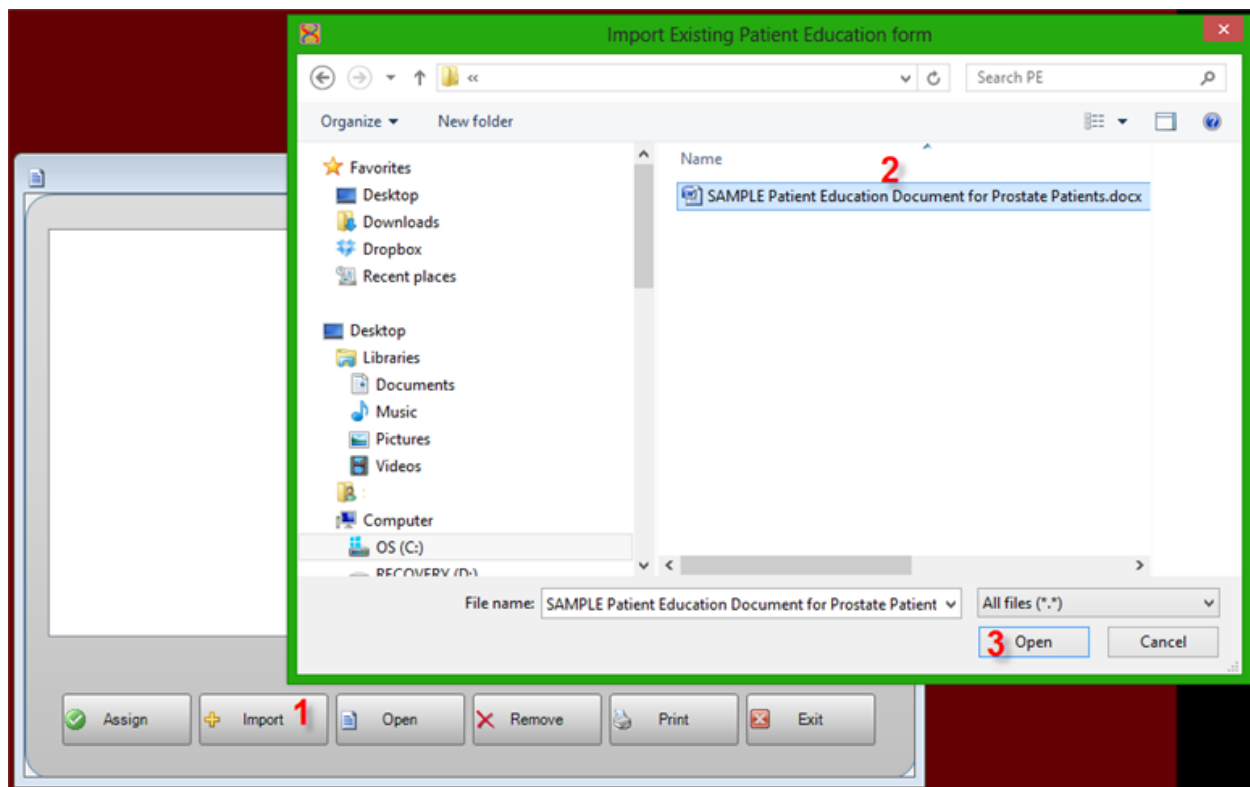 Import Existing Patient Education form
«
Search PE
Organize
New folder
Favorites
Desktop
Downloads
Dropbox
Recent places
Desktop
Libraries
Documents
Music
Pictures
Videos
Computer
OS (C:)
RECOVERY (D:)
Name
2
SAMPLE Patient Education Document for Prostate Patients.docx
File name: SAMPLE Patient Education Document for Prostate Patient
All files (*.*)
3 Open
Cancel
Assign
Import 1
Open
Remove
Print
Exit